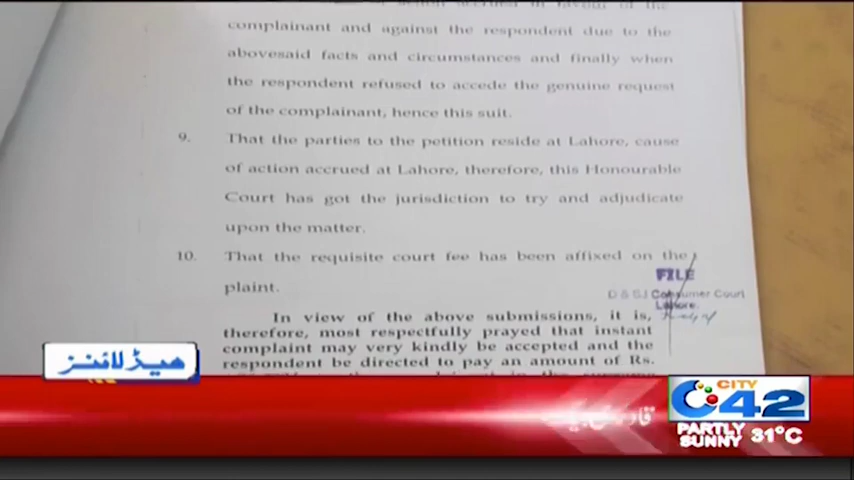 complainant and against the respondent due to the
abovesaid facts and circumstances and finally when
the respondent refused to accede the genuine request
of the complainant, hence this suit.
9. That the parties to the petition reside at Lahore, cause
of action accrued at Lahore, therefore, this Honourable
Court has got the jurisdiction to try and adjudicate
upon the matter.
10. That the requisite court fee has been affixed on the
plaint.
FILE
D & SJ Consumer Court
Lahore.
In view of the above submissions, it is,
therefore, most respectfully prayed that instant
complaint may very kindly be accepted and the
respondent be directed to pay an amount of Rs.
ہیڈلائنز
CITY
42
PARTLY
SUNNY 31°C